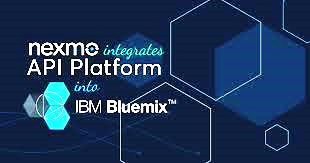 nexmo integrates
API Platform
into
IBM Bluemix™